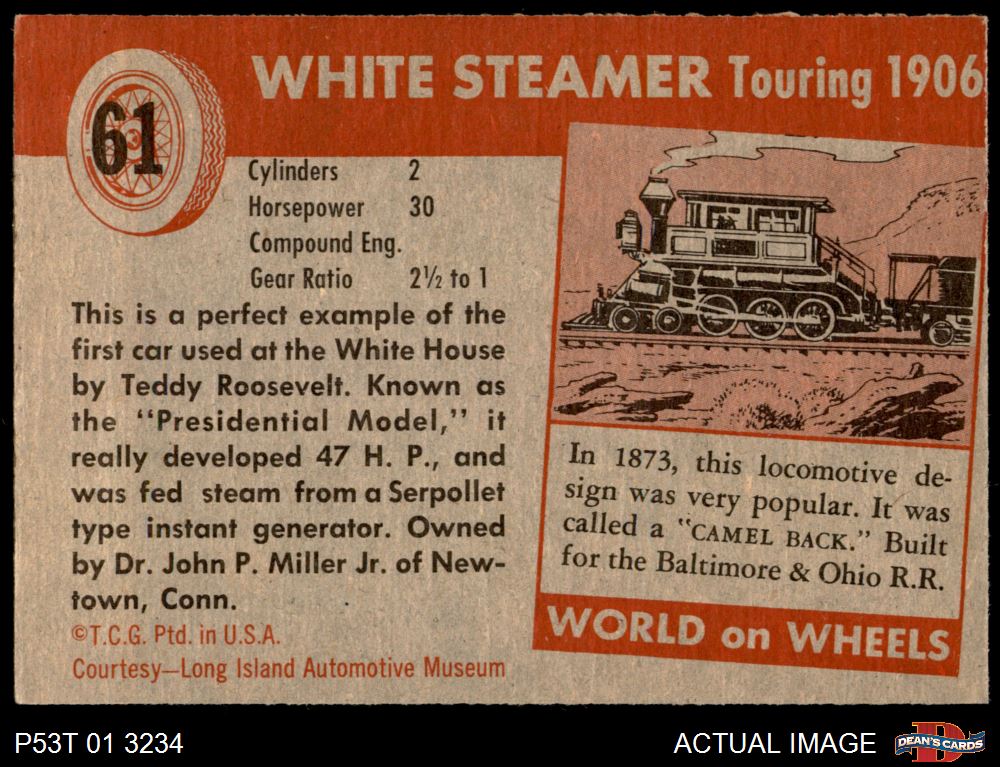 61
WHITE STEAMER Touring 1906
Cylinders 2
Horsepower 30
Compound Eng.
Gear Ratio 2½ to 1
This is a perfect example of the
first car used at the White House
by Teddy Roosevelt. Known as
the "Presidential Model," it
really developed 47 H. P., and
was fed steam from a Serpollet
type instant generator. Owned
by Dr. John P. Miller Jr. of New-
town, Conn.
©T.C.G. Ptd. in U.S.A.
Courtesy—Long Island Automotive Museum
In 1873, this locomotive de-
sign was very popular. It was
called a "CAMEL BACK." Built
for the Baltimore & Ohio R.R.
WORLD on WHEELS
P53T 01 3234
ACTUAL IMAGE
D
DEAN'S CARDS